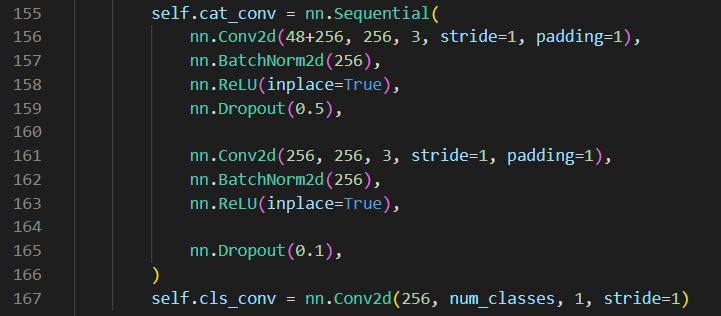 155 self.cat_conv = nn.Sequential(
156 nn.Conv2d(48+256, 256, 3, stride=1, padding=1),
157 nn.BatchNorm2d(256),
158 nn.ReLU(inplace=True),
159 nn.Dropout(0.5),
160
161 nn.Conv2d(256, 256, 3, stride=1, padding=1),
162 nn.BatchNorm2d(256),
163 nn.ReLU(inplace=True),
164
165 nn.Dropout(0.1),
166 )
167 self.cls_conv = nn.Conv2d(256, num_classes, 1, stride=1)